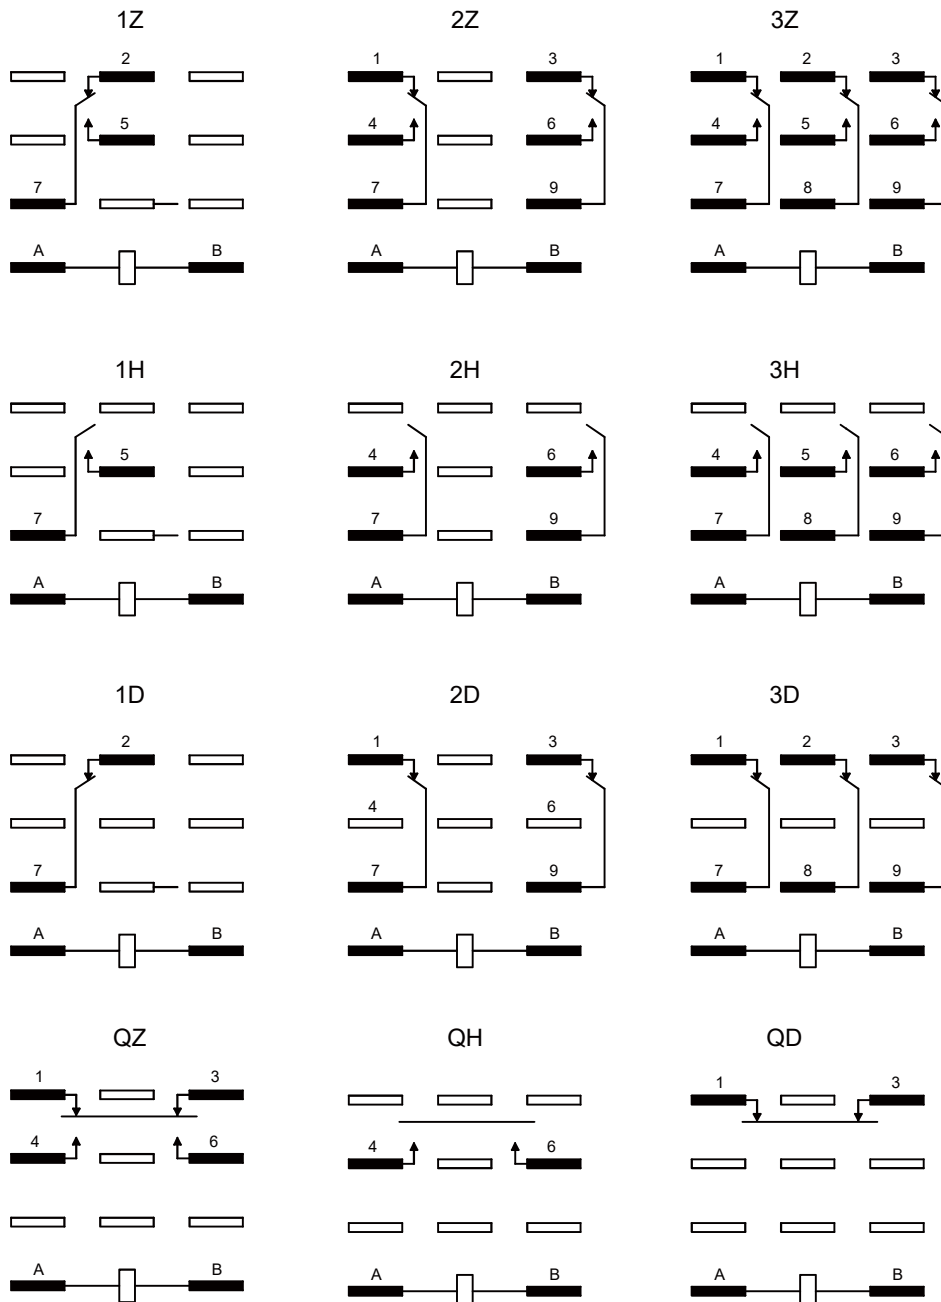 1Z 2Z 3Z
2 1 3 1 2 3
5 4 6 4 5 6
7 7 9 7 8 9
A B A B A B
1H 2H 3H
5 4 6 4 5 6
7 7 9 7 8 9
A B A B A B
1D 2D 3D
2 1 3 1 2 3
4 6
7 7 9 7 8 9
A B A B A B
QZ QH QD
1 3 1 3
4 6 4 6
A B A B A B